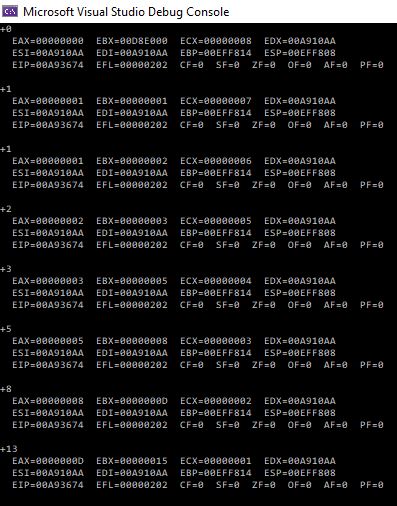 Microsoft Visual Studio Debug Console
+0
EAX=00000000 EBX=00D8E000 ECX=00000008 EDX=00A910AA
ESI=00A910AA EDI=00A910AA EBP=00EFF814 ESP=00EFF808
EIP=00A93674 EFL=00000202 CF=0 SF=0 ZF=0 OF=0 AF=0 PF=0
+1
EAX=00000001 EBX=00000001 ECX=00000007 EDX=00A910AA
ESI=00A910AA EDI=00A910AA EBP=00EFF814 ESP=00EFF808
EIP=00A93674 EFL=00000202 CF=0 SF=0 ZF=0 OF=0 AF=0 PF=0
+1
EAX=00000001 EBX=00000002 ECX=00000006 EDX=00A910AA
ESI=00A910AA EDI=00A910AA EBP=00EFF814 ESP=00EFF808
EIP=00A93674 EFL=00000202 CF=0 SF=0 ZF=0 OF=0 AF=0 PF=0
+2
EAX=00000002 EBX=00000003 ECX=00000005 EDX=00A910AA
ESI=00A910AA EDI=00A910AA EBP=00EFF814 ESP=00EFF808
EIP=00A93674 EFL=00000202 CF=0 SF=0 ZF=0 OF=0 AF=0 PF=0
+3
EAX=00000003 EBX=00000005 ECX=00000004 EDX=00A910AA
ESI=00A910AA EDI=00A910AA EBP=00EFF814 ESP=00EFF808
EIP=00A93674 EFL=00000202 CF=0 SF=0 ZF=0 OF=0 AF=0 PF=0
+5
EAX=00000005 EBX=00000008 ECX=00000003 EDX=00A910AA
ESI=00A910AA EDI=00A910AA EBP=00EFF814 ESP=00EFF808
EIP=00A93674 EFL=00000202 CF=0 SF=0 ZF=0 OF=0 AF=0 PF=0
+8
EAX=00000008 EBX=0000000D ECX=00000002 EDX=00A910AA
ESI=00A910AA EDI=00A910AA EBP=00EFF814 ESP=00EFF808
EIP=00A93674 EFL=00000202 CF=0 SF=0 ZF=0 OF=0 AF=0 PF=0
+13
EAX=0000000D EBX=00000015 ECX=00000001 EDX=00A910AA
ESI=00A910AA EDI=00A910AA EBP=00EFF814 ESP=00EFF808
EIP=00A93674 EFL=00000202 CF=0 SF=0 ZF=0 OF=0 AF=0 PF=0